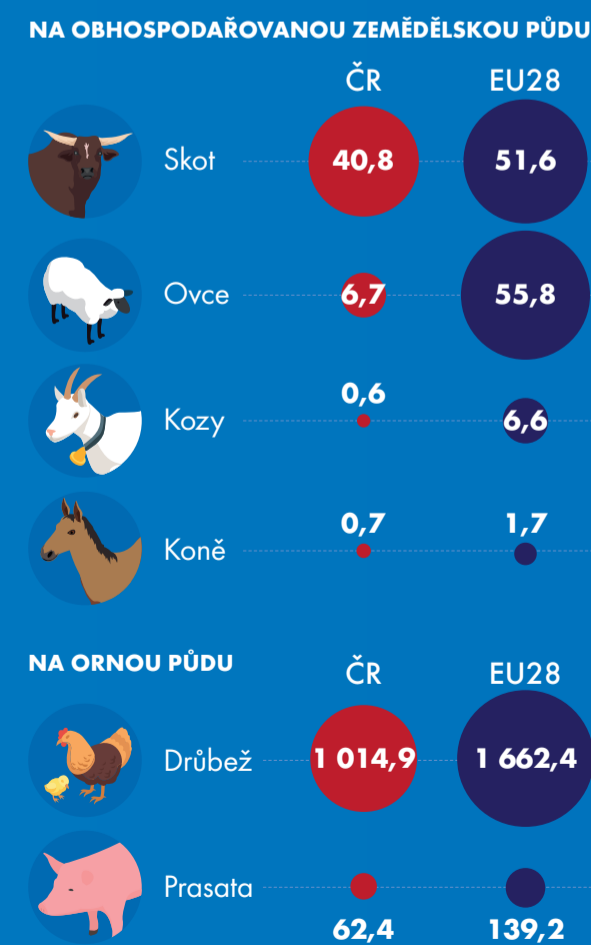 NA OBHOSPODAŘOVANOU ZEMĚDĚLSKOU PŮDU
ČR EU28
Skot 40,8 51,6
Ovce 6,7 55,8
Kozy 0,6 6,6
Koně 0,7 1,7
NA ORNOU PŮDU
ČR EU28
Drůbež 1 014,9 1 662,4
Prasata 62,4 139,2